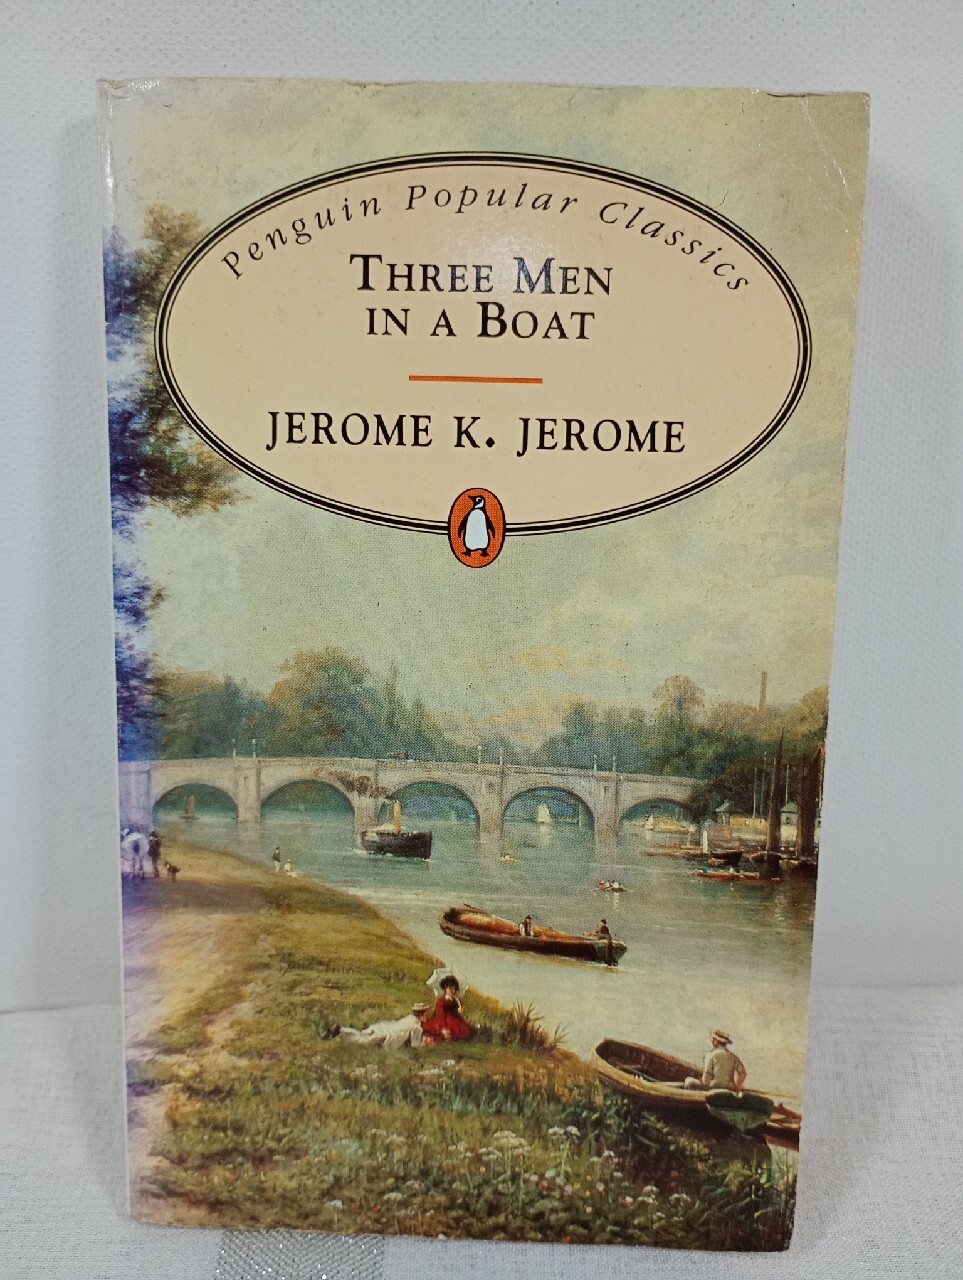 Penguin Popular Classics
THREE MEN
IN A BOAT
JEROME K. JEROME